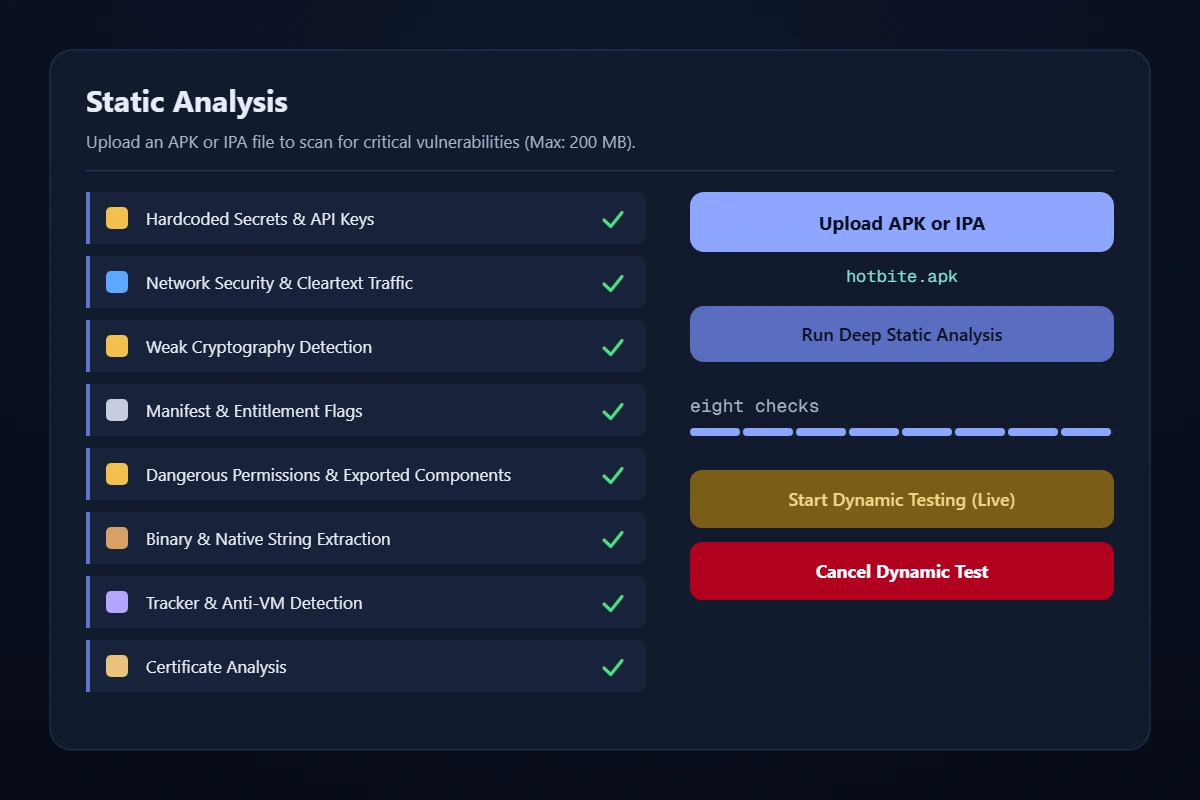 Static Analysis
Upload an APK or IPA file to scan for critical vulnerabilities (Max: 200 MB).
Hardcoded Secrets & API Keys
Network Security & Cleartext Traffic
Weak Cryptography Detection
Manifest & Entitlement Flags
Dangerous Permissions & Exported Components
Binary & Native String Extraction
Tracker & Anti-VM Detection
Certificate Analysis
Upload APK or IPA
hotbite.apk
Run Deep Static Analysis
eight checks
Start Dynamic Testing (Live)
Cancel Dynamic Test